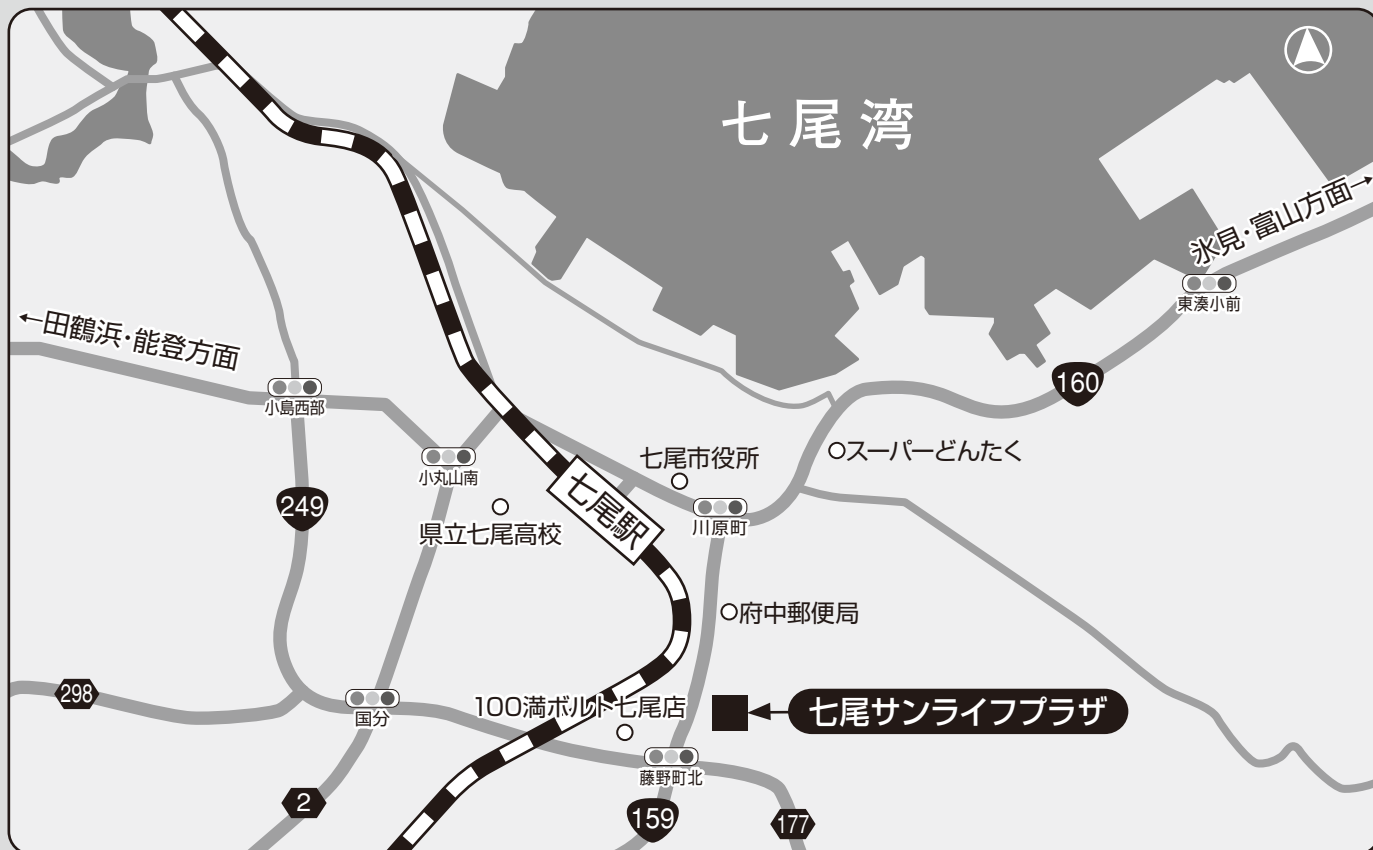 七尾湾
氷見・富山方面→
東湊小前
←田鶴浜・能登方面
160
小島西部
スーパーどんたく
七尾市役所
小丸山南
249
七尾駅
川原町
県立七尾高校
府中郵便局
298
100満ボルト七尾店
七尾サンライフプラザ
国分
藤野町北
2
159
177